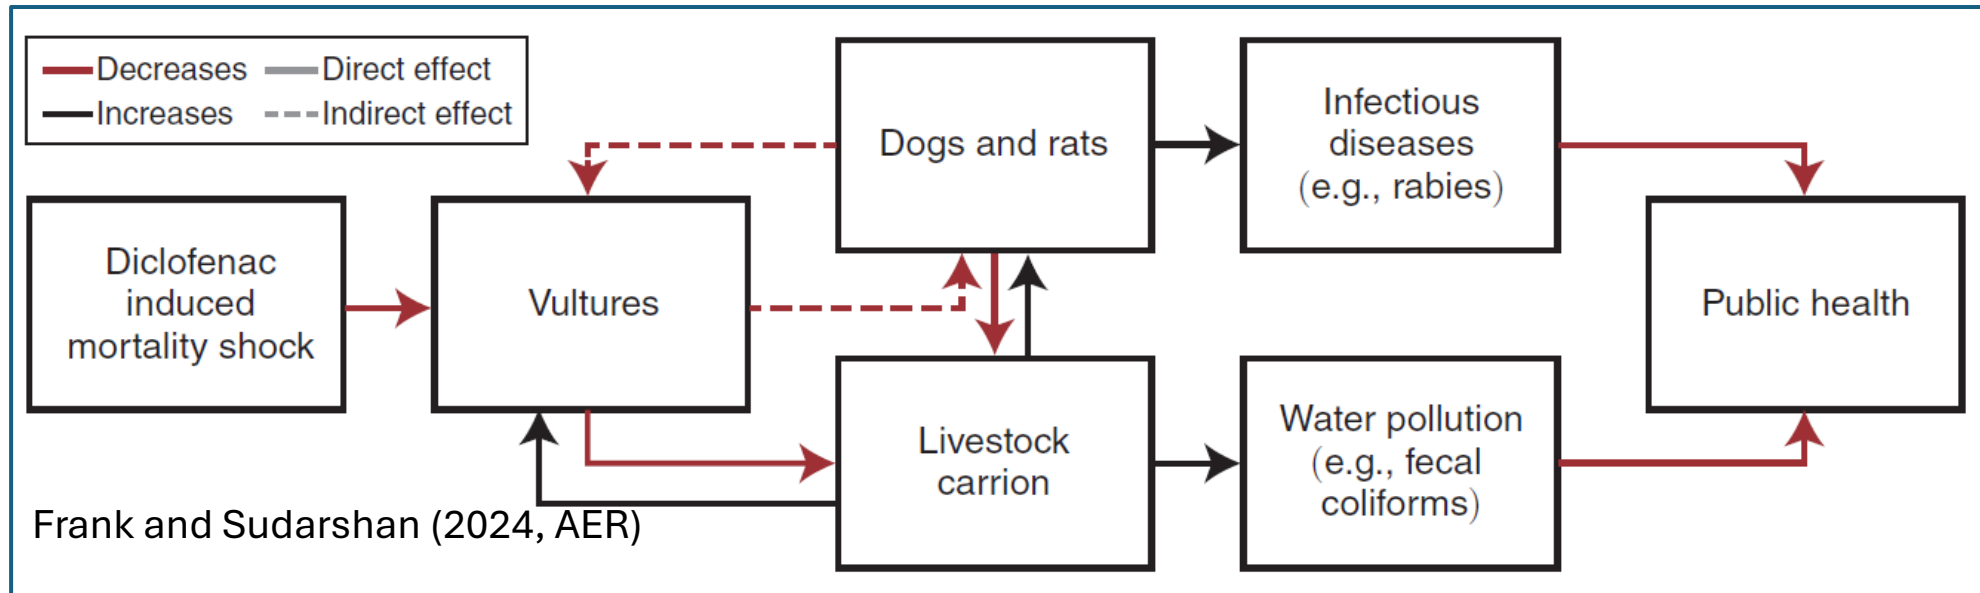 Decreases
Direct effect
Increases
Indirect effect
Diclofenac
induced
mortality shock
Vultures
Dogs and rats
Livestock
carrion
Infectious
diseases
(e.g., rabies)
Water pollution
(e.g., fecal
coliforms)
Public health
Frank and Sudarshan (2024, AER)